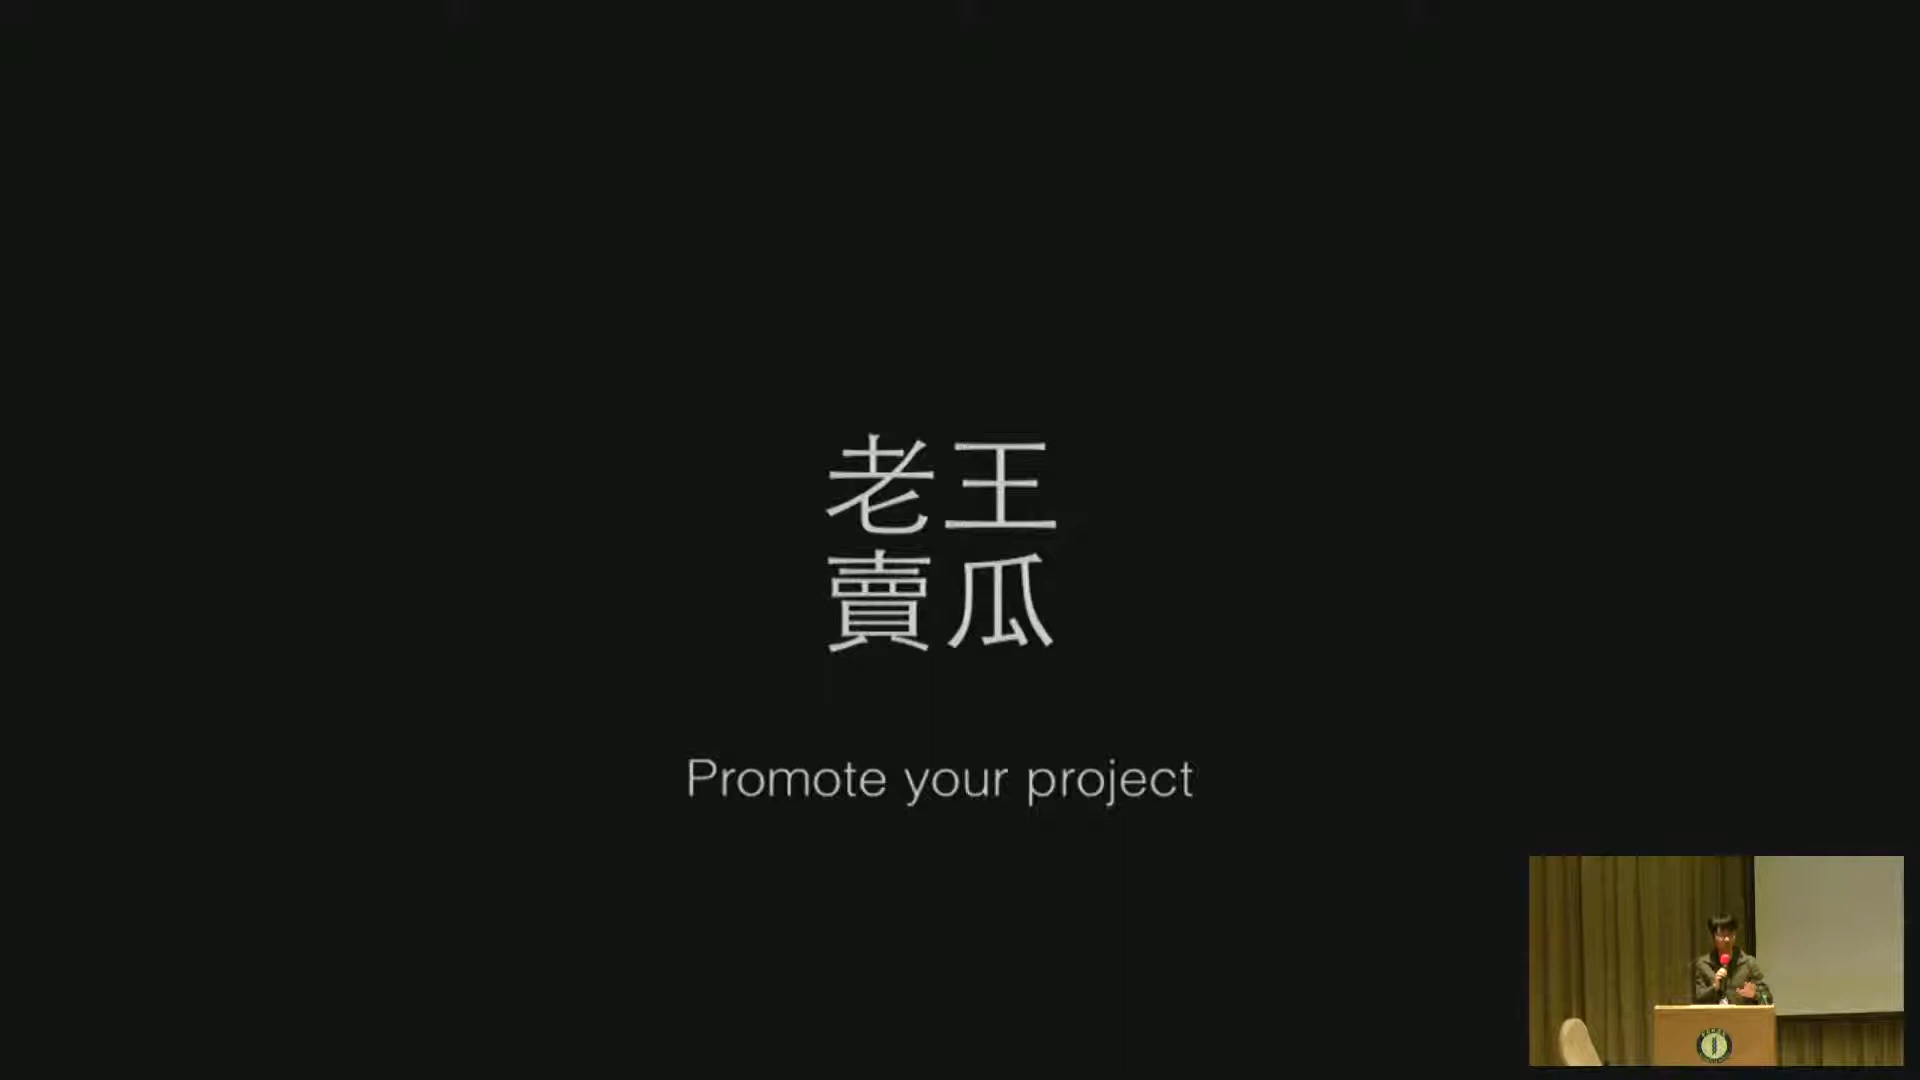 老王
賣瓜
Promote your project